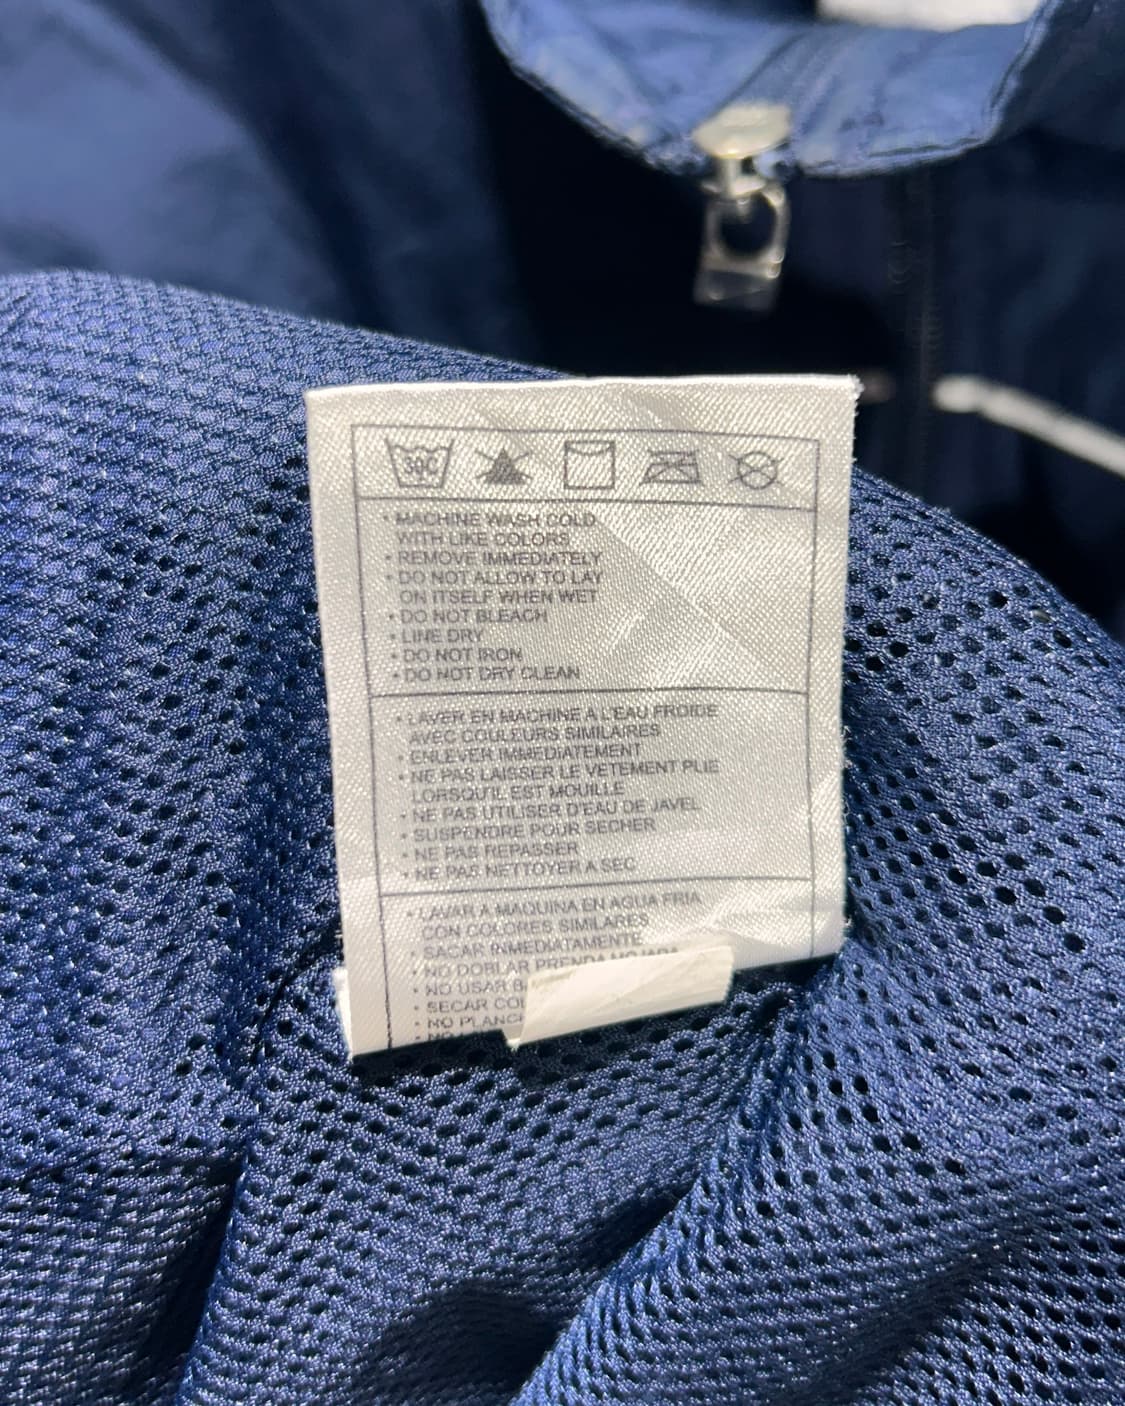 30C
• MACHINE WASH COLD
WITH LIKE COLORS
• REMOVE IMMEDIATELY
• DO NOT ALLOW TO LAY
ON ITSELF WHEN WET
• DO NOT BLEACH
• LINE DRY
• DO NOT IRON
• DO NOT DRY CLEAN
• LAVER EN MACHINE A L'EAU FROIDE
AVEC COULEURS SIMILAIRES
• ENLEVER IMMEDIATEMENT
• NE PAS LAISSER LE VETEMENT PLIE
LORSQU'IL EST MOUILLE
• NE PAS UTILISER D'EAU DE JAVEL
• SUSPENDRE POUR SECHER
• NE PAS REPASSER
• NE PAS NETTOYER A SEC
• LAVAR A MAQUINA EN AGUA FRIA
CON COLORES SIMILARES
• SACAR INMEDIATAMENTE
• NO DOBLAR PRENDA MOJADA
• NO USAR
• SECAR
• NO
• NO